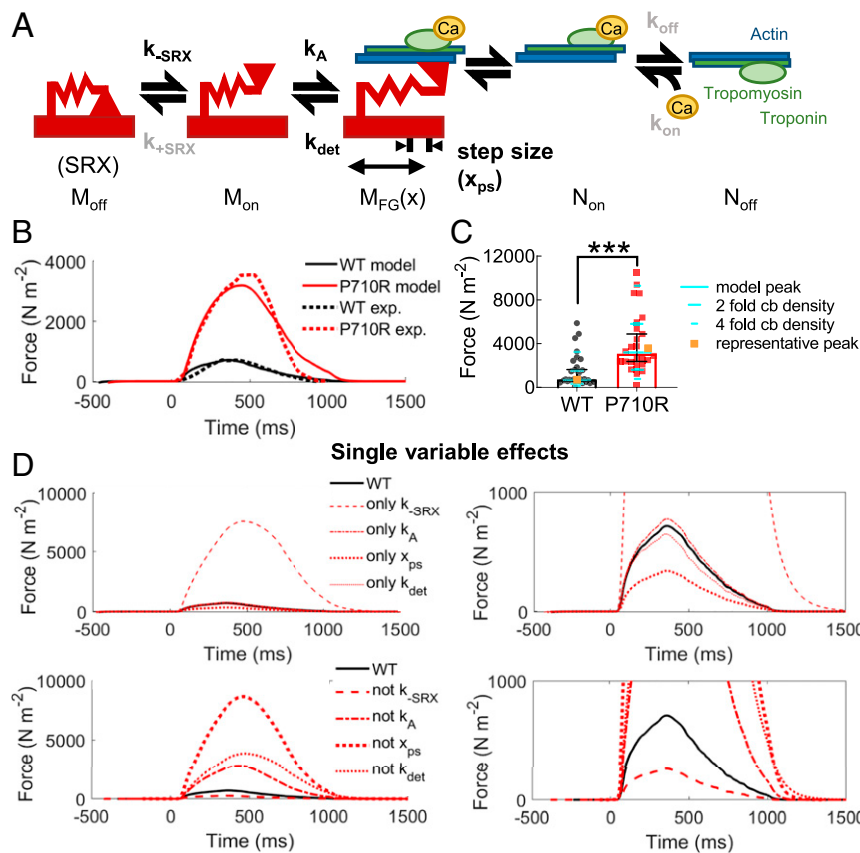 A
k-SRX
k+SRX
kA
kdet
Ca
Ca
koff
kon
Ca
Actin
Tropomyosin
Troponin
step size
(xps)
(SRX)
Moff
Mon
MFG(x)
Non
Noff
B
Force (N m-2)
4000
2000
0
-500
0
500
1000
1500
Time (ms)
WT model
P710R model
WT exp.
P710R exp.
C
Force (N m-2)
12000
8000
4000
0
***
WT
P710R
model peak
2 fold cb density
4 fold cb density
representative peak
D
Single variable effects
Force (N m-2)
10000
5000
0
-500
0
500
1000
1500
Time (ms)
WT
only k-SRX
only kA
only xps
only kdet
Force (N m-2)
1000
0
-500
0
500
1000
1500
Time (ms)
Force (N m-2)
10000
5000
0
-500
0
500
1000
1500
Time (ms)
WT
not k-SRX
not kA
not xps
not kdet
Force (N m-2)
1000
0
-500
0
500
1000
1500
Time (ms)